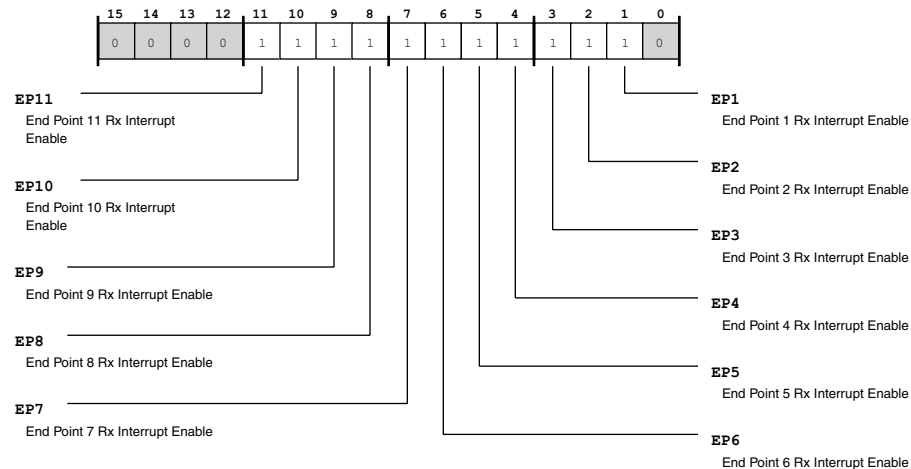 15 14 13 12 11 10 9 8 7 6 5 4 3 2 1 0
0 0 0 0 1 1 1 1 1 1 1 1 1 1 1 0
EP11
End Point 11 Rx Interrupt
Enable
EP10
End Point 10 Rx Interrupt
Enable
EP9
End Point 9 Rx Interrupt Enable
EP8
End Point 8 Rx Interrupt Enable
EP7
End Point 7 Rx Interrupt Enable
EP1
End Point 1 Rx Interrupt Enable
EP2
End Point 2 Rx Interrupt Enable
EP3
End Point 3 Rx Interrupt Enable
EP4
End Point 4 Rx Interrupt Enable
EP5
End Point 5 Rx Interrupt Enable
EP6
End Point 6 Rx Interrupt Enable